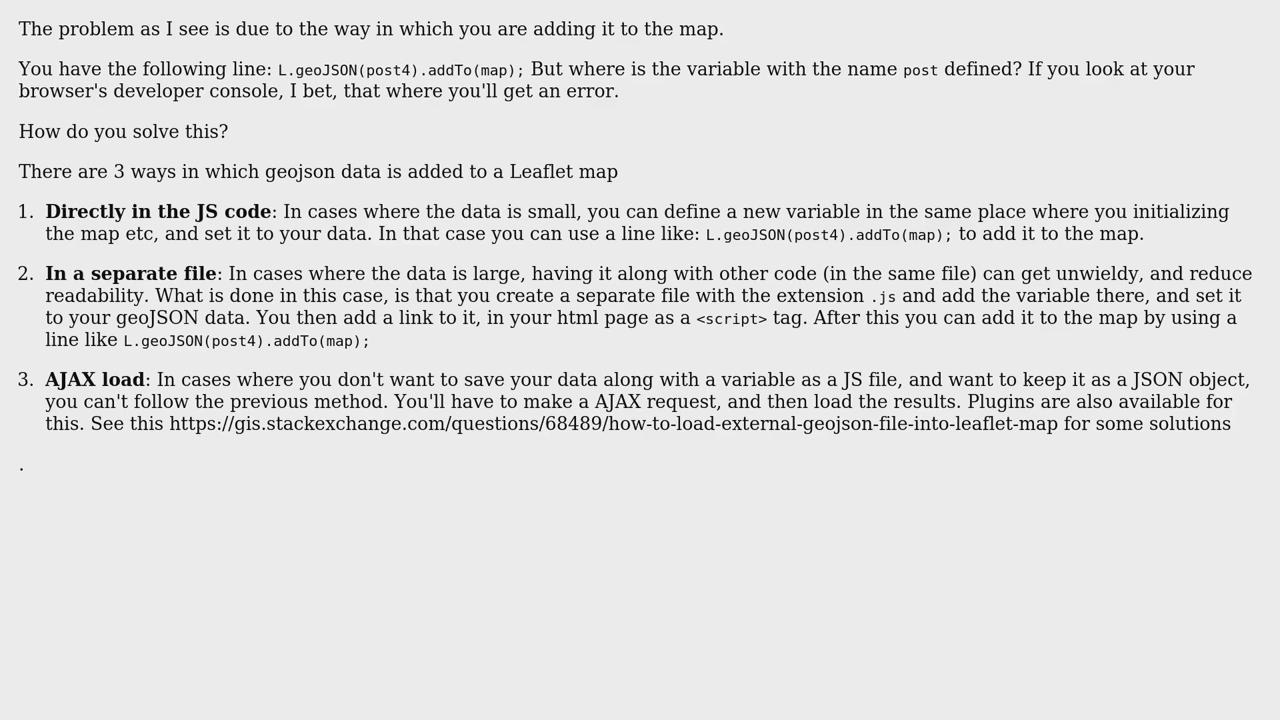 The problem as I see is due to the way in which you are adding it to the map.
You have the following line: L.geoJSON(post4).addTo(map); But where is the variable with the name post defined? If you look at your
browser's developer console, I bet, that where you'll get an error.
How do you solve this?
There are 3 ways in which geojson data is added to a Leaflet map
1. Directly in the JS code: In cases where the data is small, you can define a new variable in the same place where you initializing
the map etc, and set it to your data. In that case you can use a line like: L.geoJSON(post4).addTo(map); to add it to the map.
2. In a separate file: In cases where the data is large, having it along with other code (in the same file) can get unwieldy, and reduce
readability. What is done in this case, is that you create a separate file with the extension .js and add the variable there, and set it
to your geoJSON data. You then add a link to it, in your html page as a <script> tag. After this you can add it to the map by using a
line like L.geoJSON(post4).addTo(map);
3. AJAX load: In cases where you don't want to save your data along with a variable as a JS file, and want to keep it as a JSON object,
you can't follow the previous method. You'll have to make a AJAX request, and then load the results. Plugins are also available for
this. See this https://gis.stackexchange.com/questions/68489/how-to-load-external-geojson-file-into-leaflet-map for some solutions
.